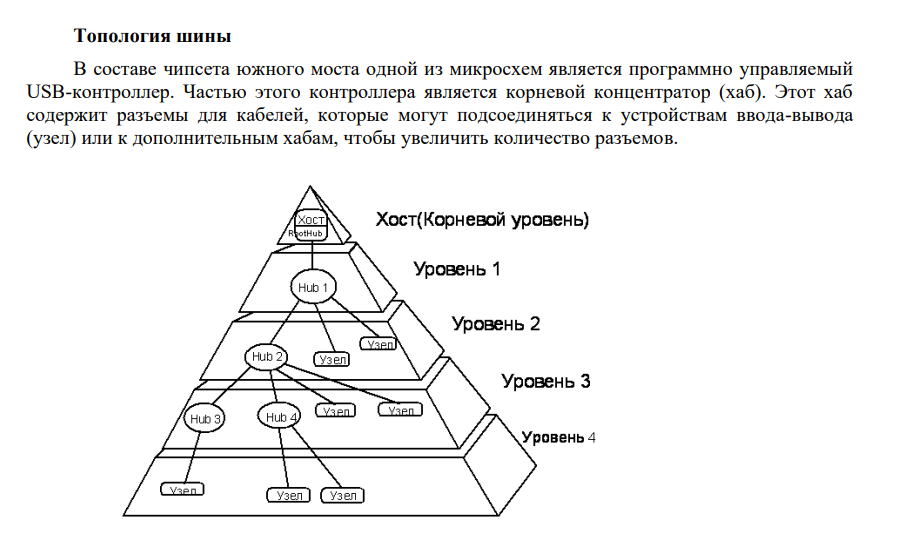 Топология шины
В составе чипсета южного моста одной из микросхем является программно управляемый
USB-контроллер. Частью этого контроллера является корневой концентратор (хаб). Этот хаб
содержит разъемы для кабелей, которые могут подсоединяться к устройствам ввода-вывода
(узел) или к дополнительным хабам, чтобы увеличить количество разъемов.
Хост
RootHub
Хост(Корневой уровень)
Уровень 1
Hub 1
Уровень 2
Узел
Hub 2
Узел
Уровень 3
Hub 3
Hub 4
Узел
Узел
Уровень 4
Узел
Узел
Узел